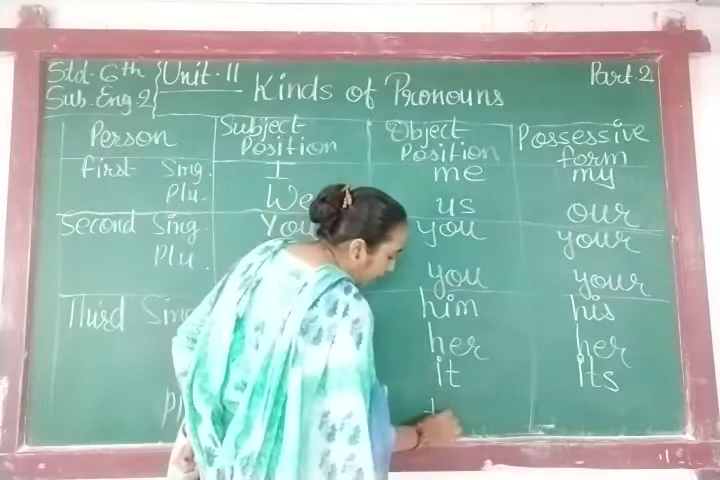 Std. 6th Unit. 11 Part. 2
Sub. Eng. 2 Kinds of Pronouns
Person Subject Position Object Position Possessive form
First Sing. I me my
Plu. We us our
Second Sing. You you your
Plu. you your
Third Sing him his
her her
it its